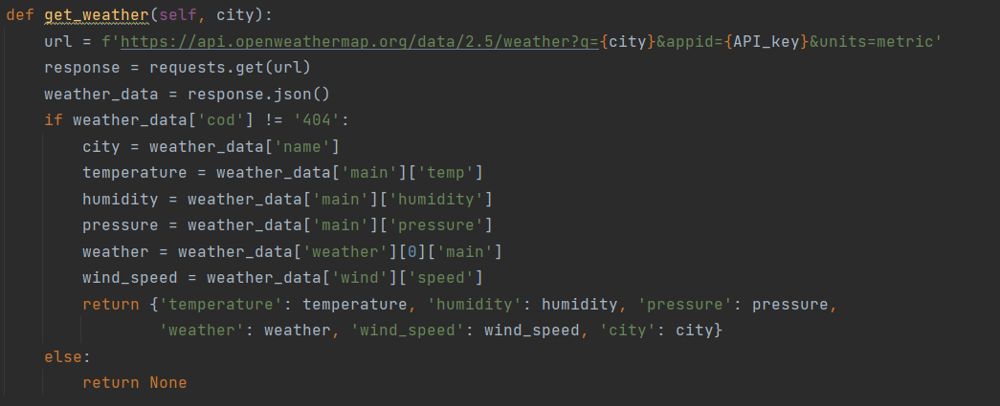 def get_weather(self, city):
    url = f'https://api.openweathermap.org/data/2.5/weather?q={city}&appid={API_key}&units=metric'
    response = requests.get(url)
    weather_data = response.json()
    if weather_data['cod'] != '404':
        city = weather_data['name']
        temperature = weather_data['main']['temp']
        humidity = weather_data['main']['humidity']
        pressure = weather_data['main']['pressure']
        weather = weather_data['weather'][0]['main']
        wind_speed = weather_data['wind']['speed']
        return {'temperature': temperature, 'humidity': humidity, 'pressure': pressure,
                'weather': weather, 'wind_speed': wind_speed, 'city': city}
    else:
        return None